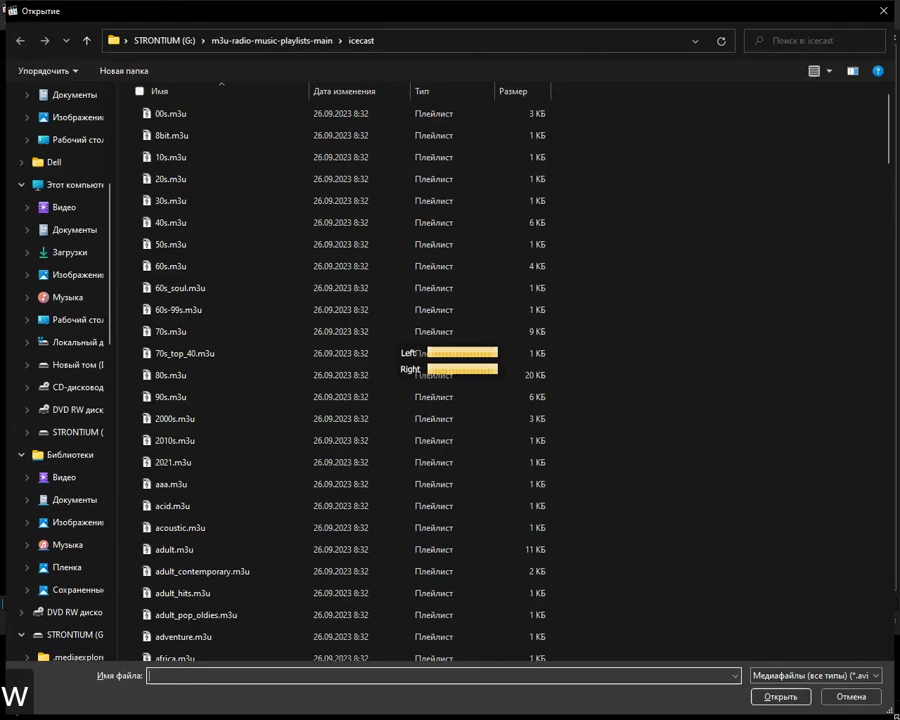 Открытие
STRONTIUM (G:) › m3u-radio-music-playlists-main › icecast
Поиск в: icecast
Упорядочить
Новая папка
Имя
Дата изменения
Тип
Размер
Документы
Изображени
Рабочий стол
Dell
Этот компьюте
Видео
Документы
Загрузки
Изображени
Музыка
Рабочий стол
Локальный д
Новый том (I
CD-дисковод
DVD RW диск
STRONTIUM (
Библиотеки
Видео
Документы
Изображени
Музыка
Пленка
Сохраненны
DVD RW диско
STRONTIUM (G
.mediaexplore
00s.m3u 26.09.2023 8:32 Плейлист 3 КБ
8bit.m3u 26.09.2023 8:32 Плейлист 1 КБ
10s.m3u 26.09.2023 8:32 Плейлист 1 КБ
20s.m3u 26.09.2023 8:32 Плейлист 1 КБ
30s.m3u 26.09.2023 8:32 Плейлист 1 КБ
40s.m3u 26.09.2023 8:32 Плейлист 6 КБ
50s.m3u 26.09.2023 8:32 Плейлист 1 КБ
60s.m3u 26.09.2023 8:32 Плейлист 4 КБ
60s_soul.m3u 26.09.2023 8:32 Плейлист 1 КБ
60s-99s.m3u 26.09.2023 8:32 Плейлист 1 КБ
70s.m3u 26.09.2023 8:32 Плейлист 9 КБ
70s_top_40.m3u 26.09.2023 8:32 1 КБ
Left
Right
80s.m3u 26.09.2023 8:32 Плейлист 20 КБ
90s.m3u 26.09.2023 8:32 Плейлист 6 КБ
2000s.m3u 26.09.2023 8:32 Плейлист 3 КБ
2010s.m3u 26.09.2023 8:32 Плейлист 1 КБ
2021.m3u 26.09.2023 8:32 Плейлист 1 КБ
aaa.m3u 26.09.2023 8:32 Плейлист 1 КБ
acid.m3u 26.09.2023 8:32 Плейлист 1 КБ
acoustic.m3u 26.09.2023 8:32 Плейлист 1 КБ
adult.m3u 26.09.2023 8:32 Плейлист 11 КБ
adult_contemporary.m3u 26.09.2023 8:32 Плейлист 2 КБ
adult_hits.m3u 26.09.2023 8:32 Плейлист 1 КБ
adult_pop_oldies.m3u 26.09.2023 8:32 Плейлист 1 КБ
adventure.m3u 26.09.2023 8:32 Плейлист 1 КБ
africa.m3u 26.09.2023 8:32 Плейлист 1 КБ
Имя файла:
Медиафайлы (все типы) (*.avi
W
Открыть
Отмена